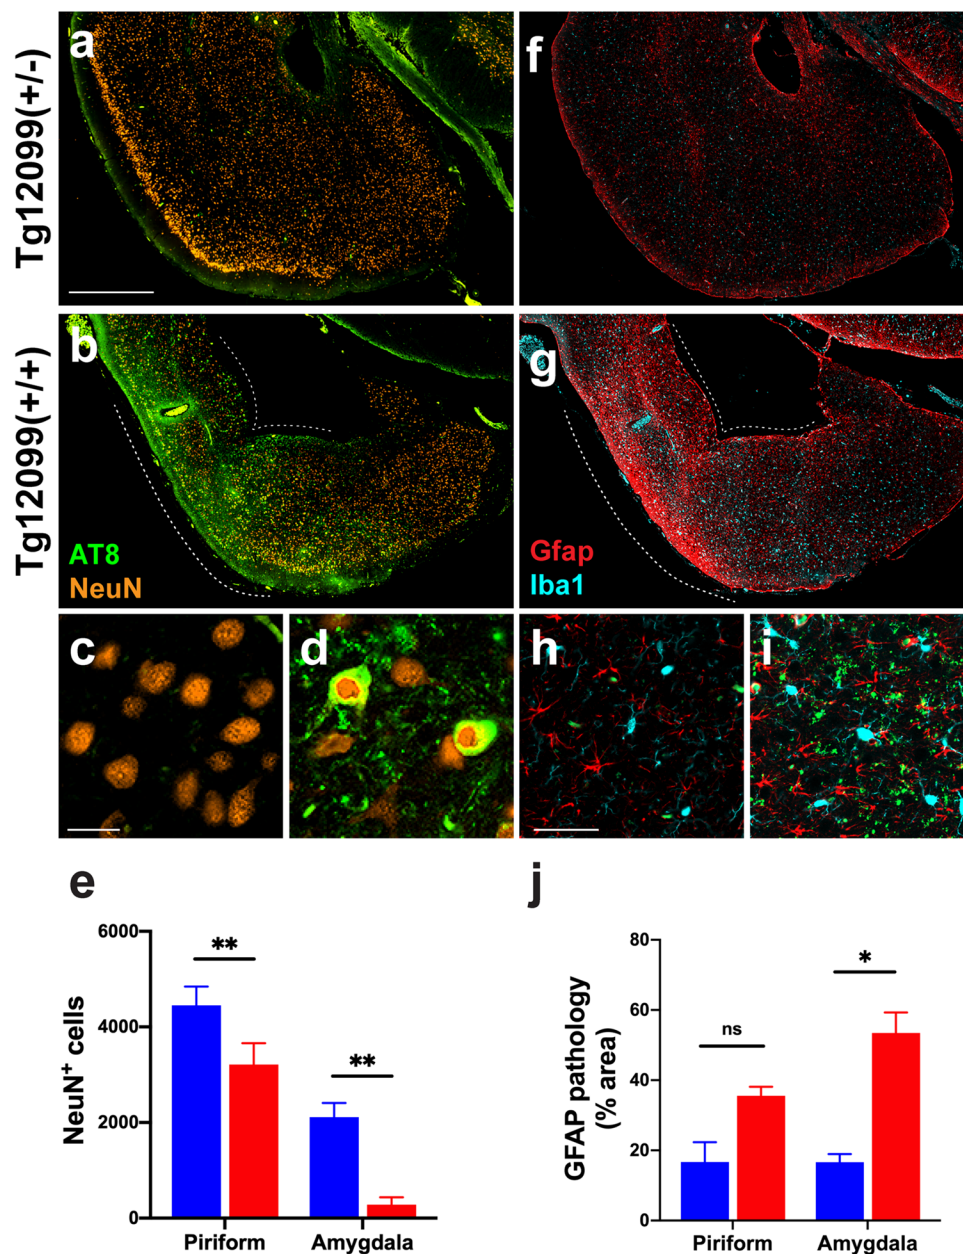 Tg12099(+/-)
a
f
Tg12099(+/+)
b
AT8
NeuN
g
Gfap
Iba1
c
d
h
i
e
NeuN+ cells
6000
4000
2000
0
**
**
Piriform
Amygdala
j
GFAP pathology
(% area)
80
60
40
20
0
ns
*
Piriform
Amygdala